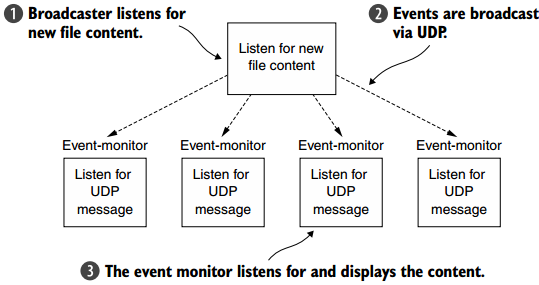 1 Broadcaster listens for
new file content.
2 Events are broadcast
via UDP.
Listen for new
file content
Event-monitor Event-monitor Event-monitor Event-monitor
Listen for Listen for Listen for Listen for
UDP UDP UDP UDP
message message message message
3 The event monitor listens for and displays the content.